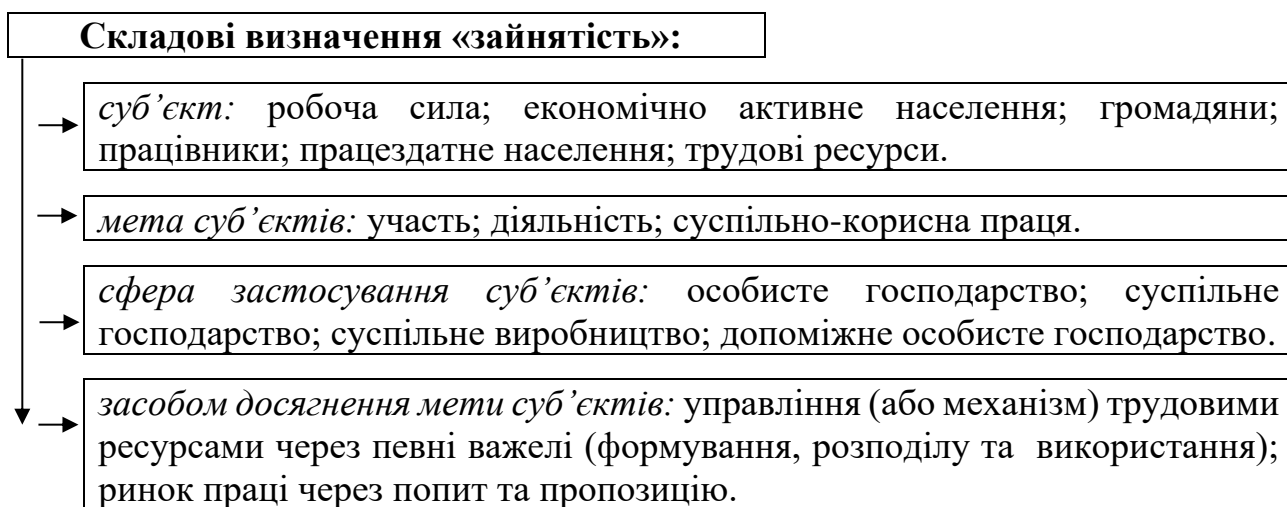 Складові визначення «зайнятість»:
суб’єкт: робоча сила; економічно активне населення; громадяни;
працівники; працездатне населення; трудові ресурси.
мета суб’єктів: участь; діяльність; суспільно-корисна праця.
сфера застосування суб’єктів: особисте господарство; суспільне
господарство; суспільне виробництво; допоміжне особисте господарство.
засобом досягнення мети суб’єктів: управління (або механізм) трудовими
ресурсами через певні важелі (формування, розподілу та використання);
ринок праці через попит та пропозицію.